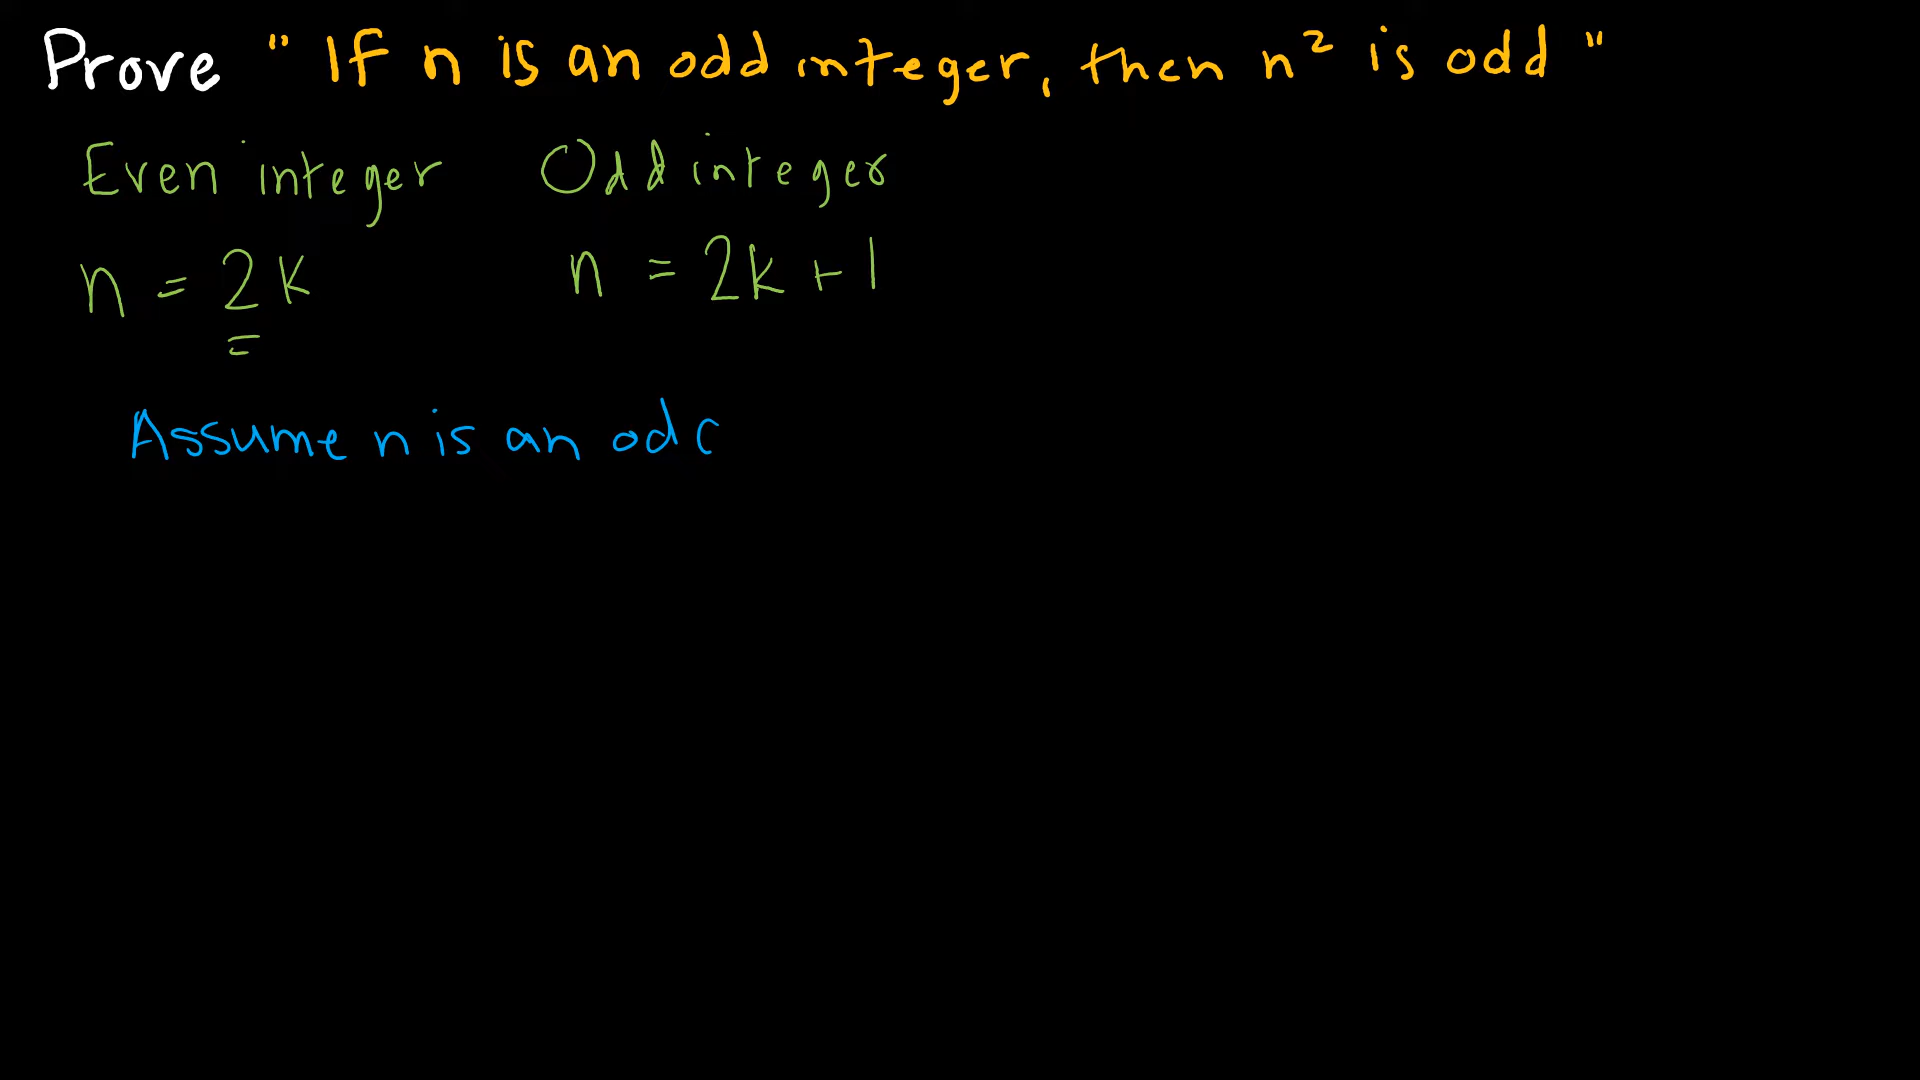 Prove "If n is an odd integer, then n² is odd"
Even integer Odd integer
n = 2k n = 2k + 1
Assume n is an od